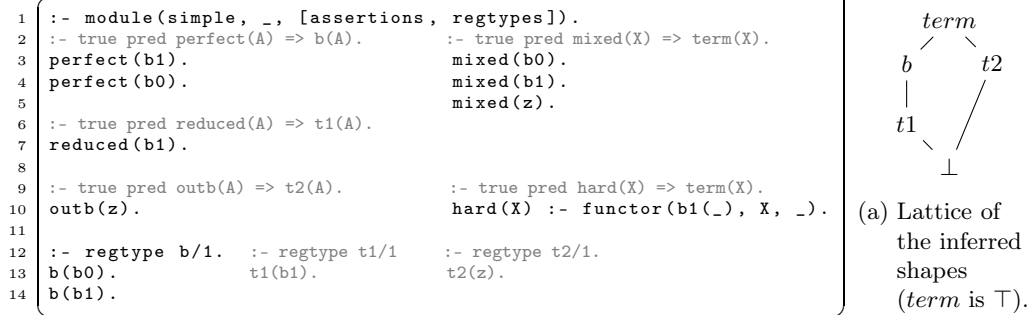 1 :- module(simple, _, [assertions, regtypes]).
2 :- true pred perfect(A) => b(A). :- true pred mixed(X) => term(X).
3 perfect(b1). mixed(b0).
4 perfect(b0). mixed(b1).
5 mixed(z).
6 :- true pred reduced(A) => t1(A).
7 reduced(b1).
8
9 :- true pred outb(A) => t2(A). :- true pred hard(X) => term(X).
10 outb(z). hard(X) :- functor(b1(_), X, _).
11
12 :- regtype b/1. :- regtype t1/1 :- regtype t2/1.
13 b(b0). t1(b1). t2(z).
14 b(b1).
term
b t2
t1
⊥
(a) Lattice of
the inferred
shapes
(term is ⊤).